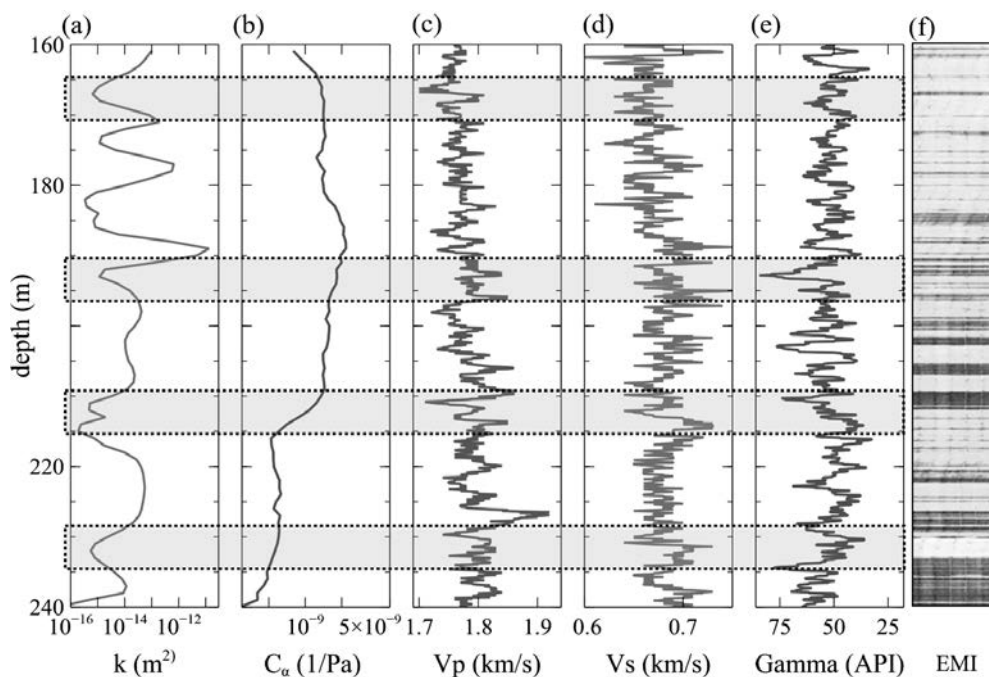 (a) (b) (c) (d) (e) (f)
160
180
depth (m)
220
240
10⁻¹⁶ 10⁻¹⁴ 10⁻¹² 10⁻⁹ 5×10⁻⁹ 1.7 1.8 1.9 0.6 0.7 75 50 25
k (m²) Cα (1/Pa) Vp (km/s) Vs (km/s) Gamma (API) EMI